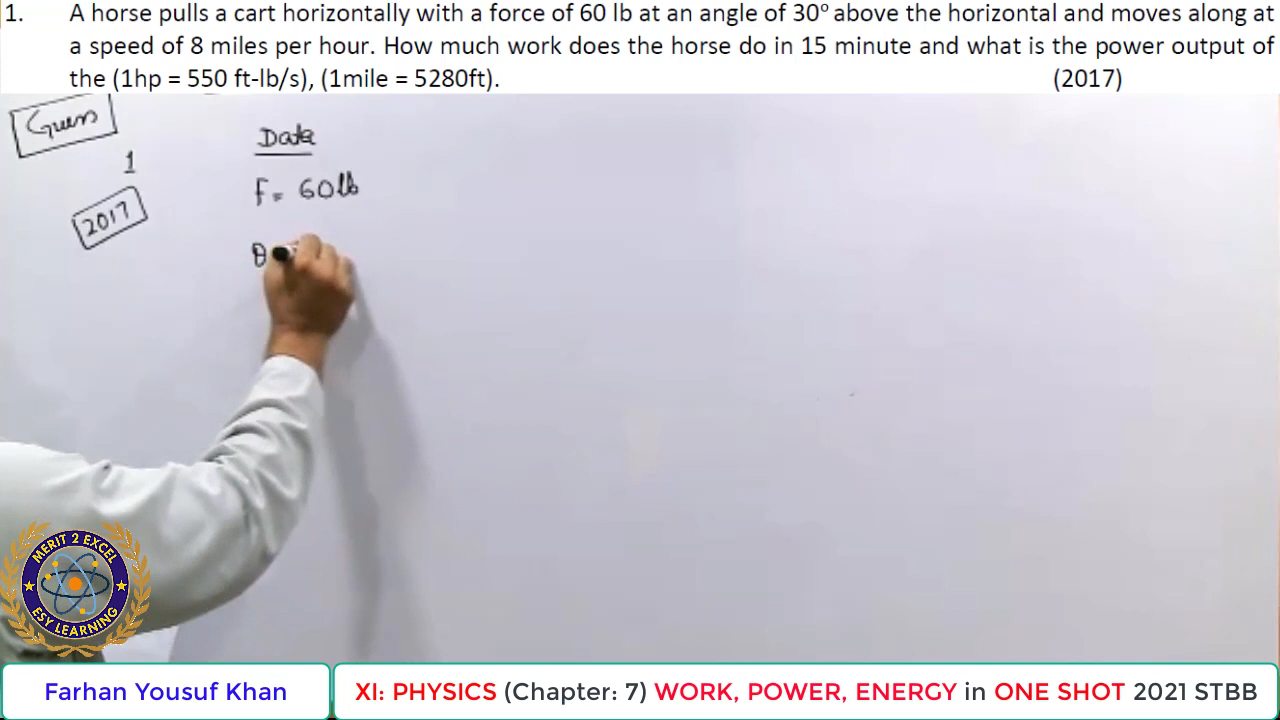 1. A horse pulls a cart horizontally with a force of 60 lb at an angle of 30° above the horizontal and moves along at
a speed of 8 miles per hour. How much work does the horse do in 15 minute and what is the power output of
the (1hp = 550 ft-lb/s), (1mile = 5280ft). (2017)
Guess
1
2017
Data
F = 60lb
θ
MERIT 2 EXCEL
ESY LEARNING
Farhan Yousuf Khan
XI: PHYSICS (Chapter: 7) WORK, POWER, ENERGY in ONE SHOT 2021 STBB